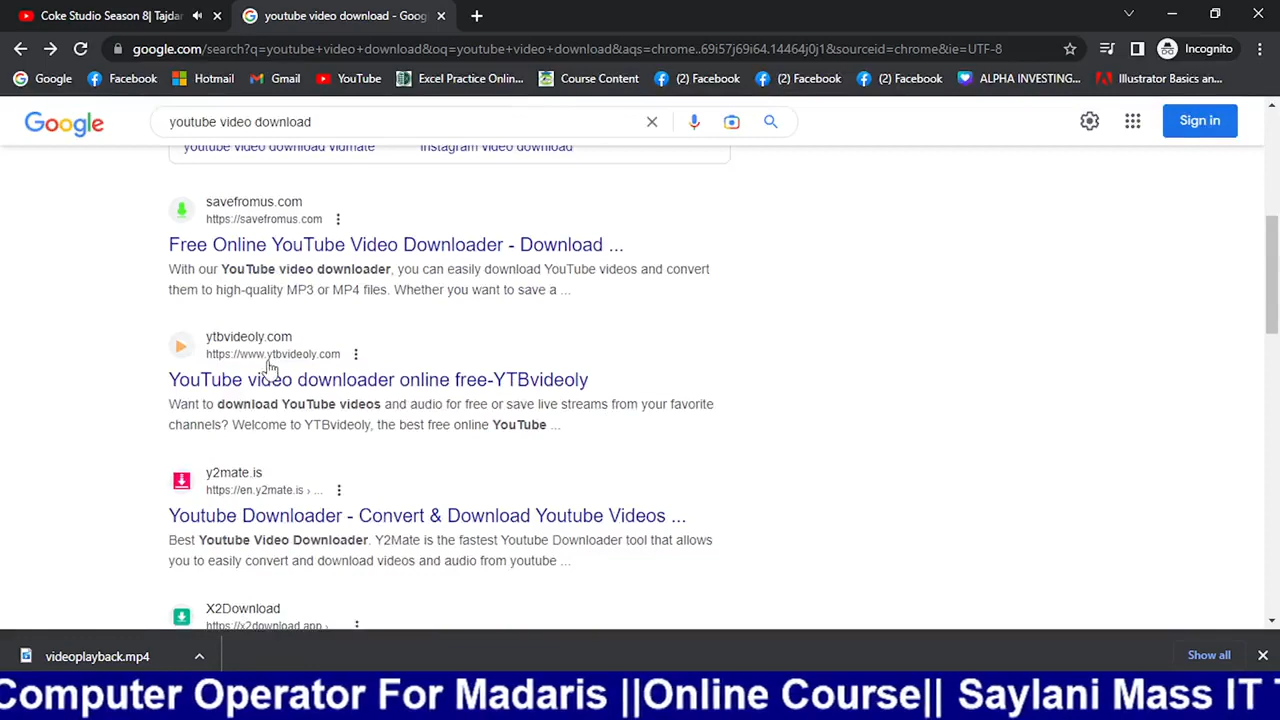 Coke Studio Season 8| Tajdar
youtube video download - Goog
google.com/search?q=youtube+video+download&oq=youtube+video+download&aqs=chrome..69i57j69i64.14464j0j1&sourceid=chrome&ie=UTF-8
Incognito
Google
Facebook
Hotmail
Gmail
YouTube
Excel Practice Onlin...
Course Content
(2) Facebook
(2) Facebook
(2) Facebook
ALPHA INVESTING...
Illustrator Basics an...
Google
youtube video download
Sign in
youtube video download vidmate
instagram video download
savefromus.com
https://savefromus.com
Free Online YouTube Video Downloader - Download ...
With our YouTube video downloader, you can easily download YouTube videos and convert
them to high-quality MP3 or MP4 files. Whether you want to save a ...
ytbvideoly.com
https://www.ytbvideoly.com
YouTube video downloader online free-YTBvideoly
Want to download YouTube videos and audio for free or save live streams from your favorite
channels? Welcome to YTBvideoly, the best free online YouTube ...
y2mate.is
https://en.y2mate.is › ...
Youtube Downloader - Convert & Download Youtube Videos ...
Best Youtube Video Downloader. Y2Mate is the fastest Youtube Downloader tool that allows
you to easily convert and download videos and audio from youtube ...
X2Download
https://x2download.app ›
videoplayback.mp4
Show all
Computer Operator For Madaris ||Online Course|| Saylani Mass IT T